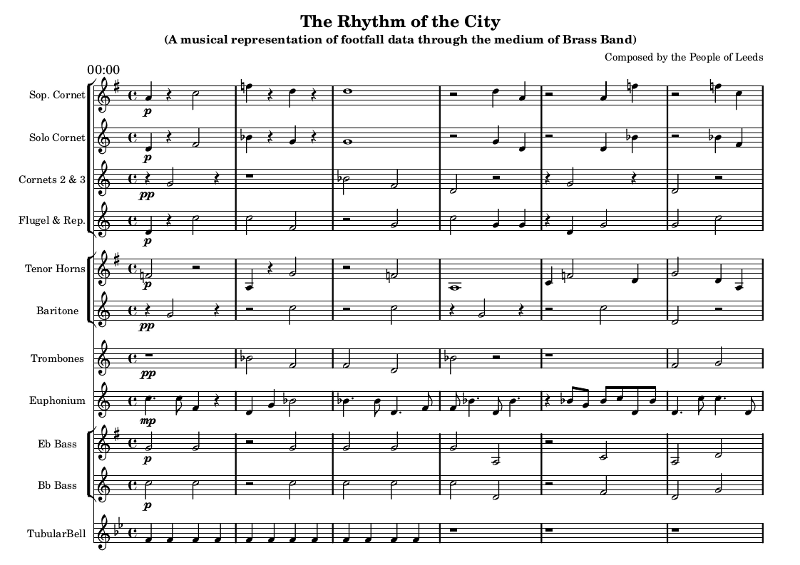 The Rhythm of the City
(A musical representation of footfall data through the medium of Brass Band)
Composed by the People of Leeds
00:00
Sop. Cornet
p
Solo Cornet
p
Cornets 2 & 3
pp
Flugel & Rep.
p
Tenor Horns
p
Baritone
pp
Trombones
pp
Euphonium
mp
Eb Bass
p
Bb Bass
p
TubularBell